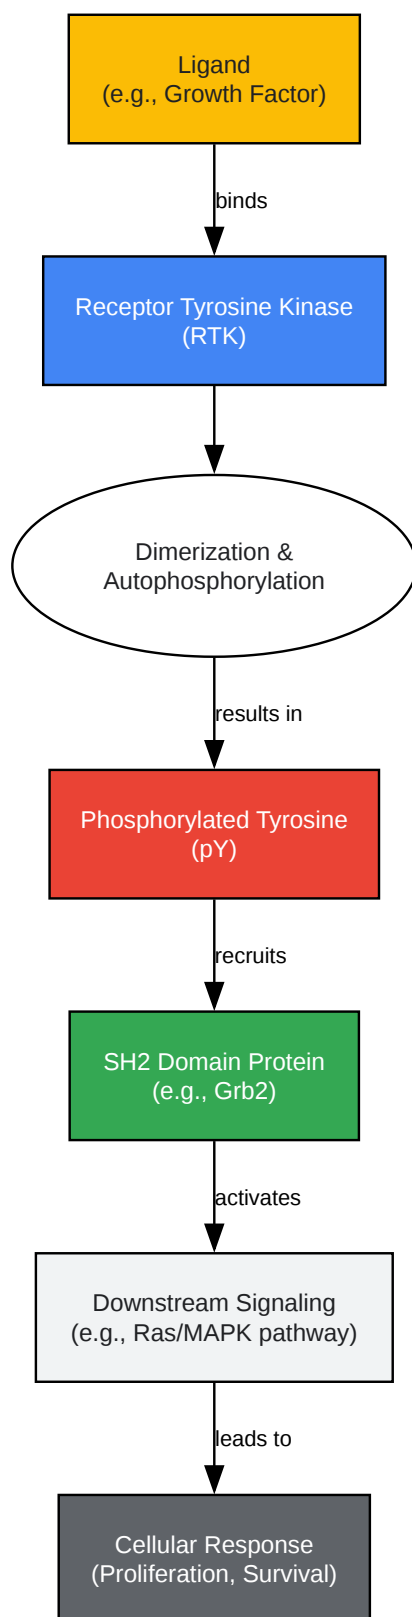 Ligand
(e.g., Growth Factor)
binds
Receptor Tyrosine Kinase
(RTK)
Dimerization &
Autophosphorylation
results in
Phosphorylated Tyrosine
(pY)
recruits
SH2 Domain Protein
(e.g., Grb2)
activates
Downstream Signaling
(e.g., Ras/MAPK pathway)
leads to
Cellular Response
(Proliferation, Survival)